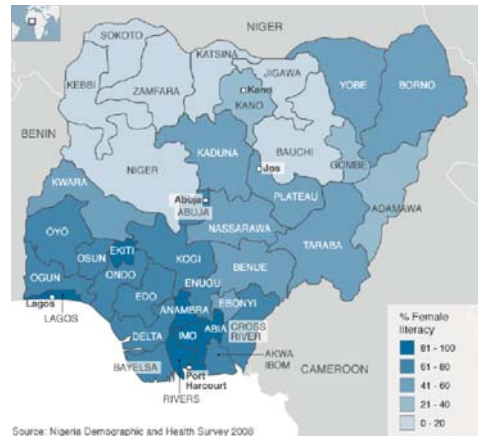 NIGER
SOKOTO
KATSINA
KEBBI
ZAMFARA
JIGAWA
Kano
KANO
YOBE
BORNO
BENIN
BAUCHI
GOMBE
NIGER
KADUNA
Jos
KWARA
Abuja
ABUJA
PLATEAU
ADAMAWA
NASSARAWA
TARABA
OYO
EKITI
KOGI
OSUN
BENUE
OGUN
ONDO
ENUGU
Lagos
LAGOS
EDO
ANAMBRA
EBONYI
DELTA
IMO
ABIA
CROSS
RIVER
BAYELSA
Port
Harcourt
AKWA
IBOM
RIVERS
CAMEROON
% Female
literacy
81 - 100
61 - 80
41 - 60
21 - 40
0 - 20
Source: Nigeria Demographic and Health Survey 2008